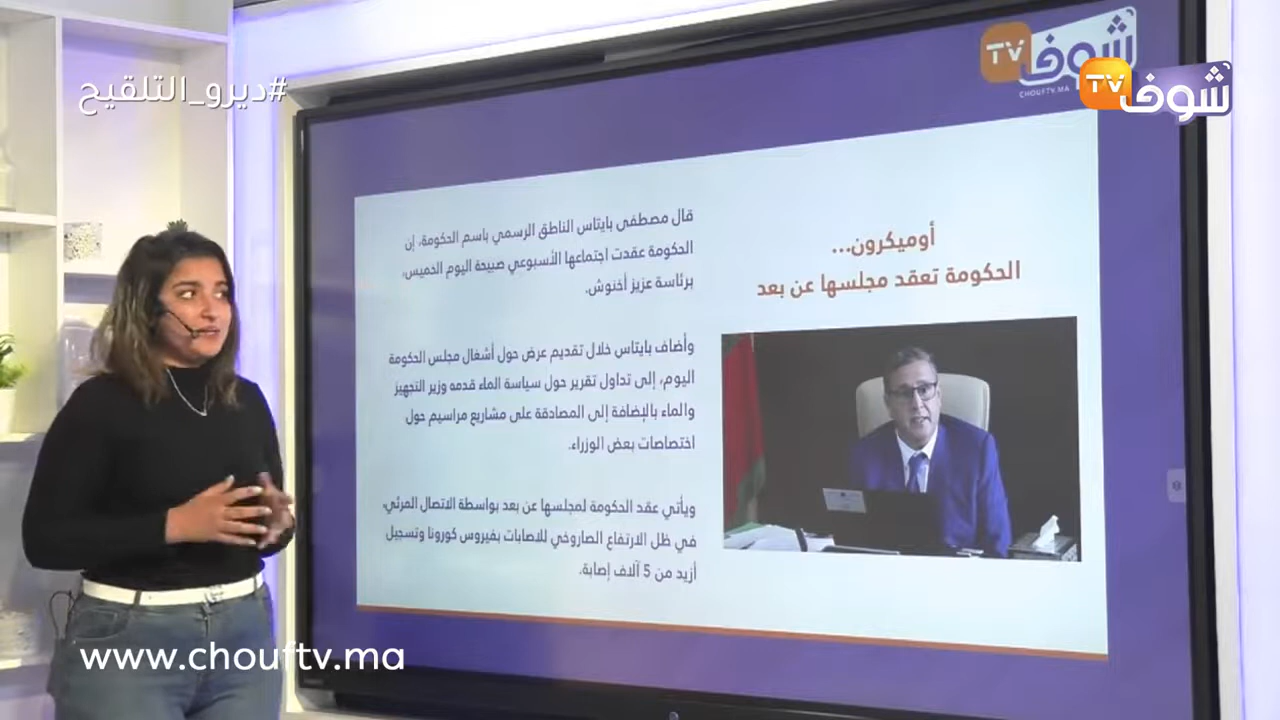 #ديرو_التلقيح
شوف TV
CHOUFTV.MA
شوف TV
أوميكرون...
الحكومة تعقد مجلسها عن بعد
قال مصطفى بايتاس الناطق الرسمي باسم الحكومة، إن
الحكومة عقدت اجتماعها الأسبوعي صبيحة اليوم الخميس،
برئاسة عزيز أخنوش.
وأضاف بايتاس خلال تقديم عرض حول أشغال مجلس الحكومة
اليوم، إلى تداول تقرير حول سياسة الماء قدمه وزير التجهيز
والماء بالإضافة إلى المصادقة على مشاريع مراسيم حول
اختصاصات بعض الوزراء.
ويأتي عقد الحكومة لمجلسها عن بعد بواسطة الاتصال المرئي،
في ظل الارتفاع الصاروخي للاصابات بفيروس كورونا وتسجيل
أزيد من 5 آلاف إصابة.
www.chouftv.ma